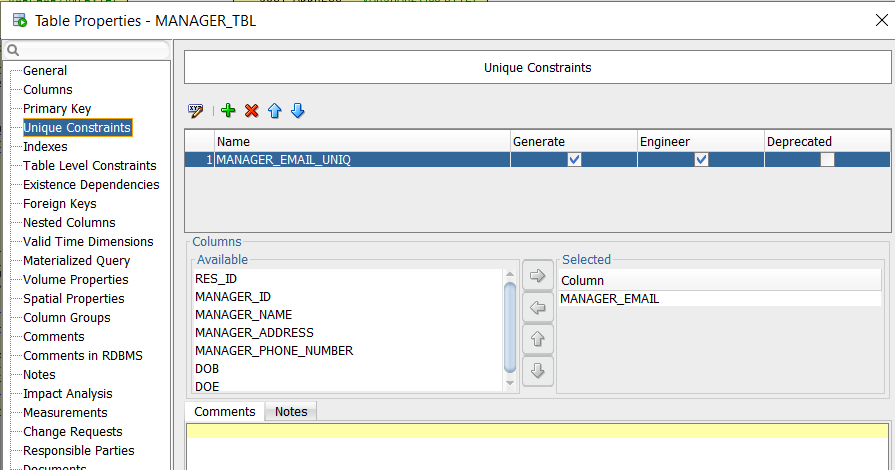 Table Properties - MANAGER_TBL
General
Columns
Primary Key
Unique Constraints
Indexes
Table Level Constraints
Existence Dependencies
Foreign Keys
Nested Columns
Valid Time Dimensions
Materialized Query
Volume Properties
Spatial Properties
Column Groups
Comments
Comments in RDBMS
Notes
Impact Analysis
Measurements
Change Requests
Responsible Parties
Documents
Unique Constraints
Name Generate Engineer Deprecated
1 MANAGER_EMAIL_UNIQ
Columns
Available
RES_ID
MANAGER_ID
MANAGER_NAME
MANAGER_ADDRESS
MANAGER_PHONE_NUMBER
DOB
DOE
Selected
Column
MANAGER_EMAIL
Comments Notes